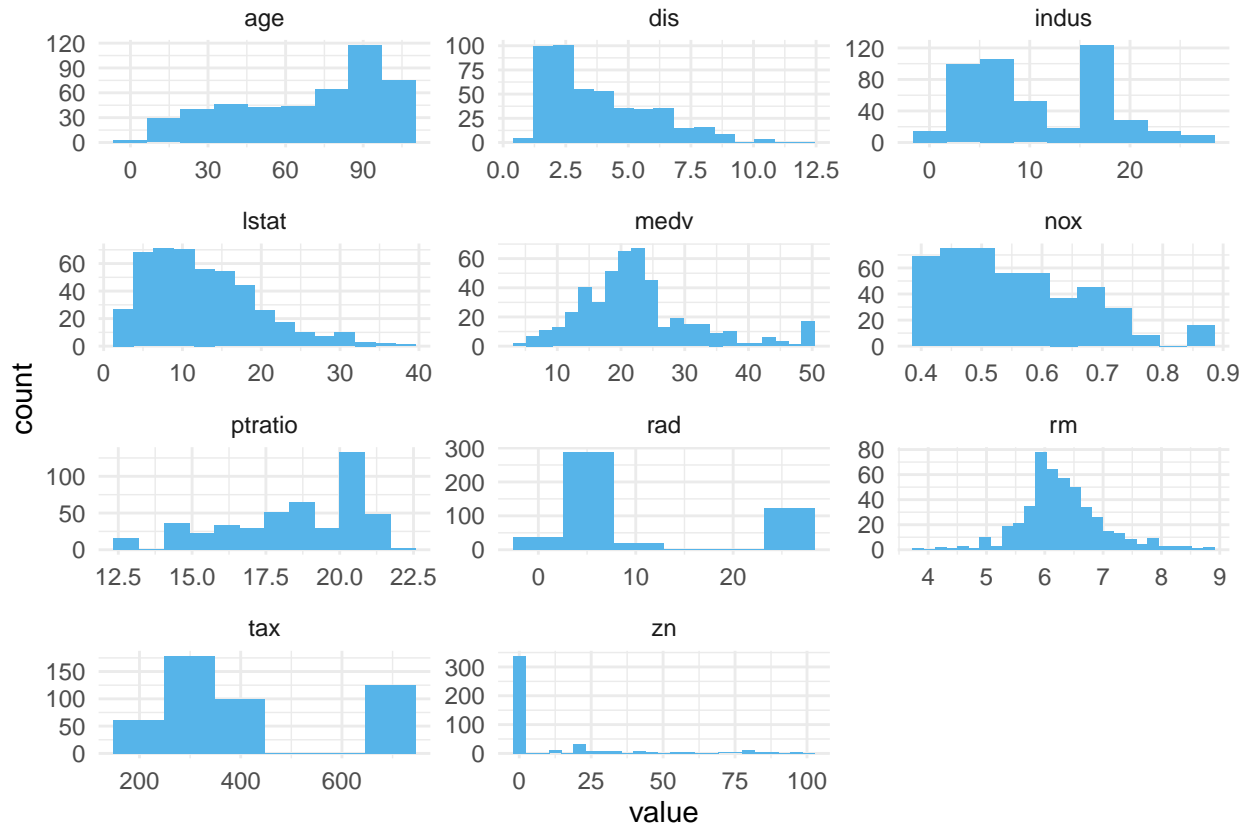 age dis indus
120 100 120
90 75 80
60 50
30 25 40
0 0 0
0 30 60 90 0.0 2.5 5.0 7.5 10.0 12.5 0 10 20
lstat medv nox
60 60 60
40 40 40
20 20 20
0 0 0
0 10 20 30 40 10 20 30 40 50 0.4 0.5 0.6 0.7 0.8 0.9
count
ptratio rad rm
300 80
100 200 60
50 100 40
20
0 0 0
12.5 15.0 17.5 20.0 22.5 0 10 20 4 5 6 7 8 9
tax zn
150 300
100 200
50 100
0 0
200 400 600 0 25 50 75 100
value